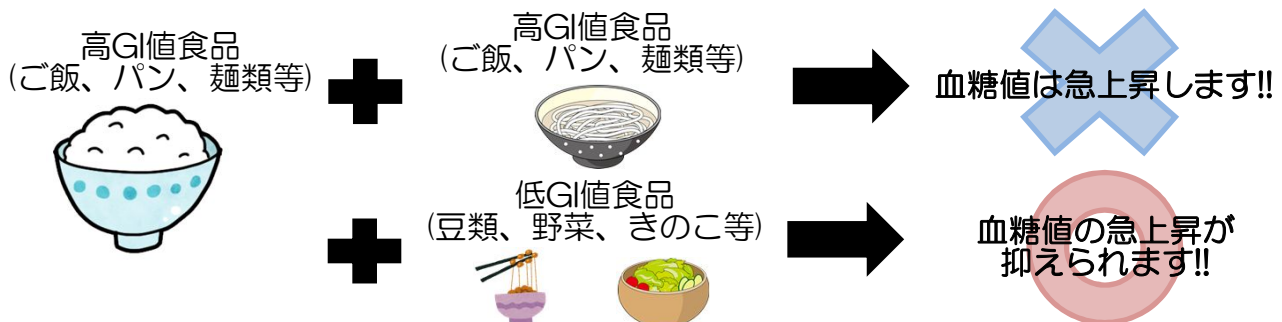 高GI値食品
(ご飯、パン、麺類等)
高GI値食品
(ご飯、パン、麺類等)
血糖値は急上昇します!!
低GI値食品
(豆類、野菜、きのこ等)
血糖値の急上昇が
抑えられます!!